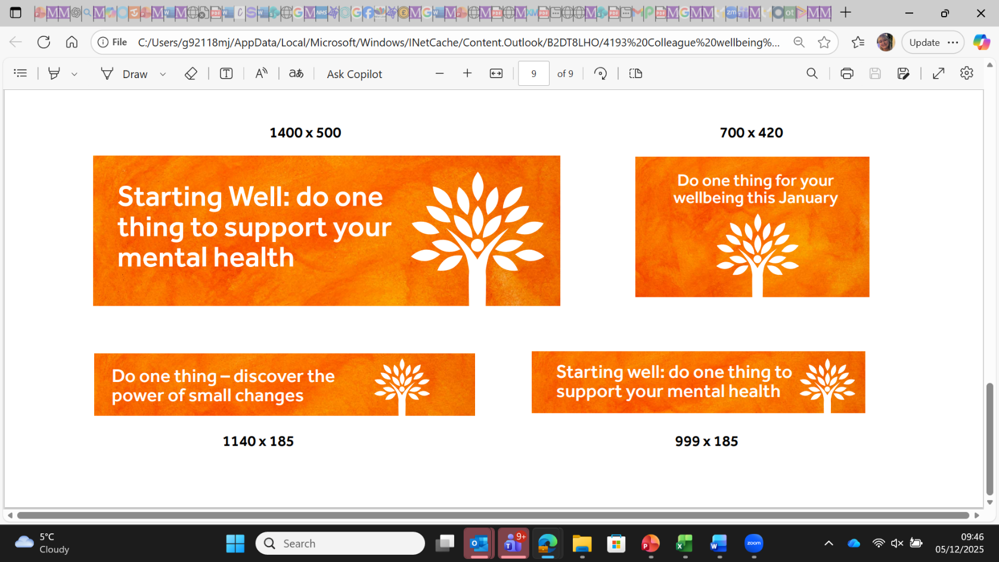 File
C:/Users/g92118mj/AppData/Local/Microsoft/Windows/INetCache/Content.Outlook/B2DT8LHO/4193%20Colleague%20wellbeing%...
Update
Draw
Ask Copilot
9
of 9
1400 x 500
700 x 420
Starting Well: do one
thing to support your
mental health
Do one thing for your
wellbeing this January
Do one thing – discover the
power of small changes
Starting well: do one thing to
support your mental health
1140 x 185
999 x 185
5°C
Cloudy
Search
9+
zoom
09:46
05/12/2025